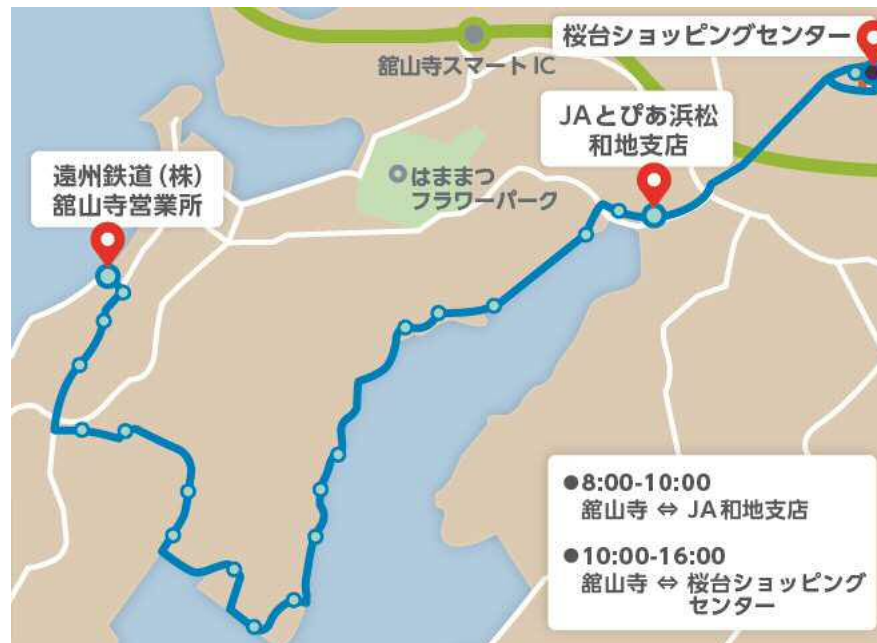 桜台ショッピングセンター
舘山寺スマートIC
JAとぴあ浜松
和地支店
遠州鉄道(株)
舘山寺営業所
はままつ
フラワーパーク
●8:00-10:00
舘山寺 ⇔ JA和地支店
●10:00-16:00
舘山寺 ⇔ 桜台ショッピング
センター